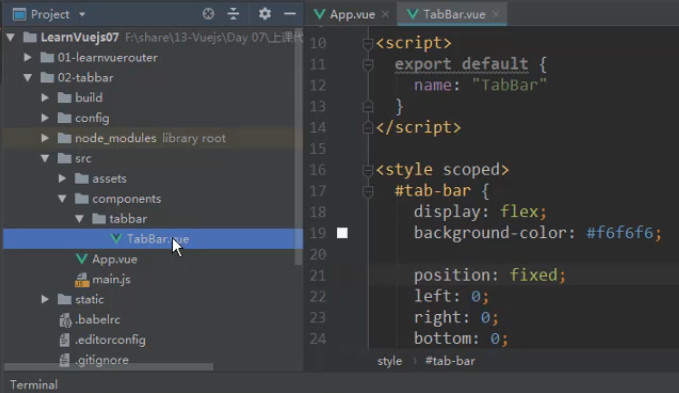 Project
LearnVuejs07 F:\share\13-Vuejs\Day 07\上课代
01-learnvuerouter
02-tabbar
build
config
node_modules library root
src
assets
components
tabbar
TabBar.vue
App.vue
main.js
static
.babelrc
.editorconfig
.gitignore
Terminal
App.vue
TabBar.vue
10 <script>
11 export default {
12 name: "TabBar"
13 }
14 </script>
15
16 <style scoped>
17 #tab-bar {
18 display: flex;
19 background-color: #f6f6f6;
20
21 position: fixed;
22 left: 0;
23 right: 0;
24 bottom: 0;
style › #tab-bar